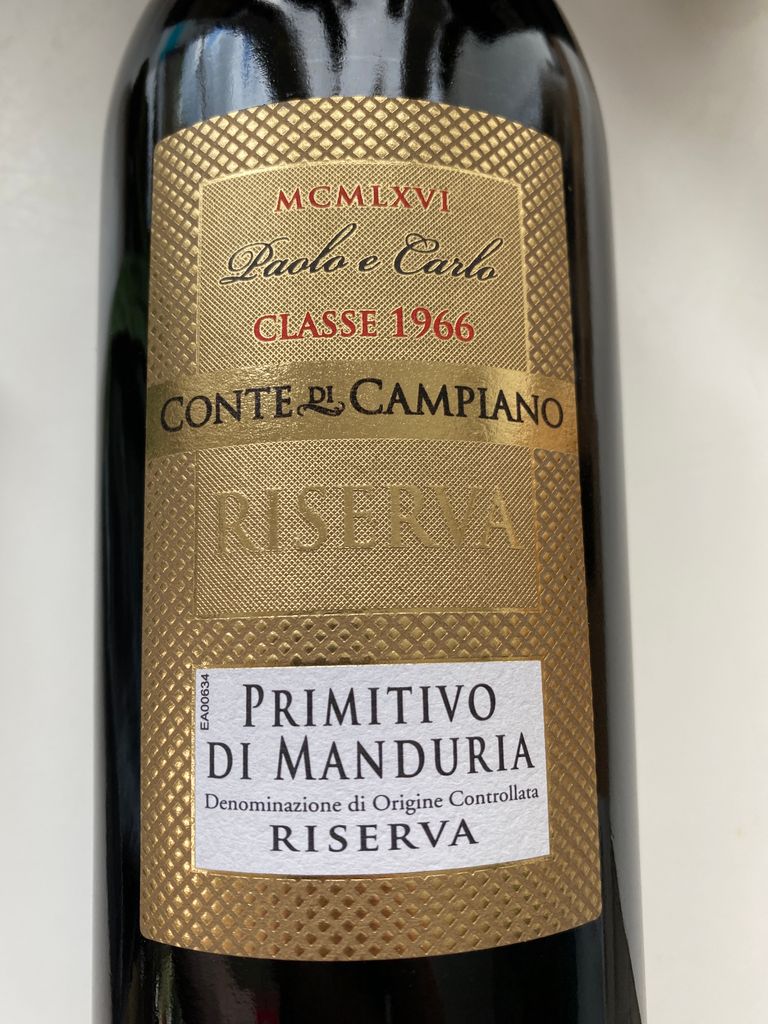 MCMLXVI
Paolo e Carlo
CLASSE 1966
CONTE DI CAMPIANO
RISERVA
EA00634
PRIMITIVO
DI MANDURIA
Denominazione di Origine Controllata
RISERVA